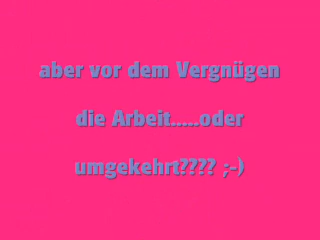 aber vor dem Vergnügen
die Arbeit.....oder
umgekehrt???? ;-)